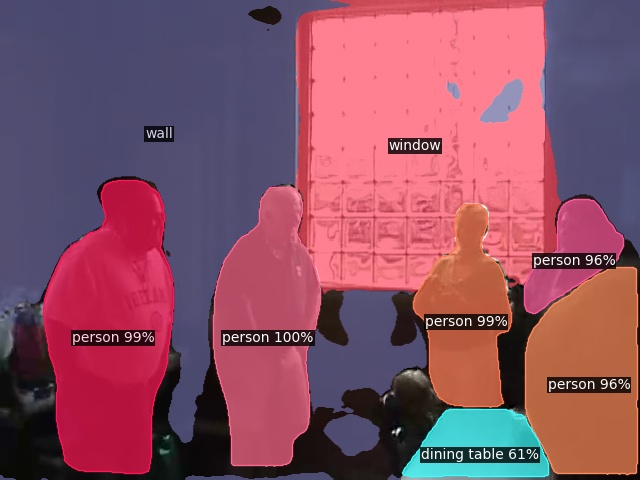 wall
window
person 96%
person 99%
person 99%
person 100%
person 96%
dining table 61%